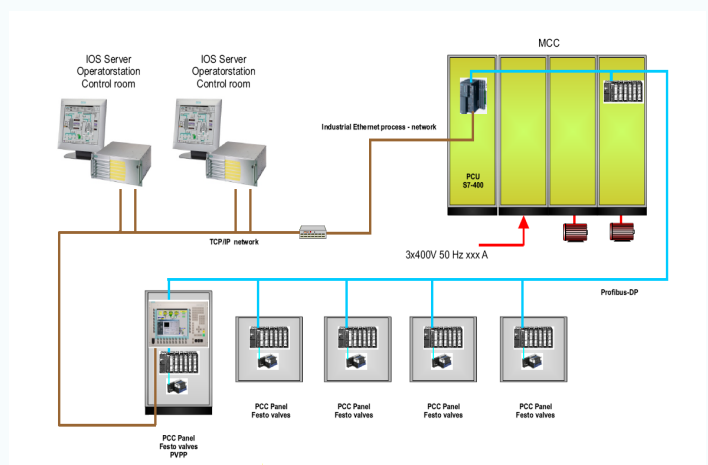 MCC
IOS Server
Operatorstation
Control room
IOS Server
Operatorstation
Control room
Industrial Ethernet process - network
PCU
S7-400
TCP/IP network
3x400V 50 Hz xxx A
Profibus-DP
PCC Panel
Festo valves
PVPP
PCC Panel
Festo valves
PCC Panel
Festo valves
PCC Panel
Festo valves
PCC Panel
Festo valves